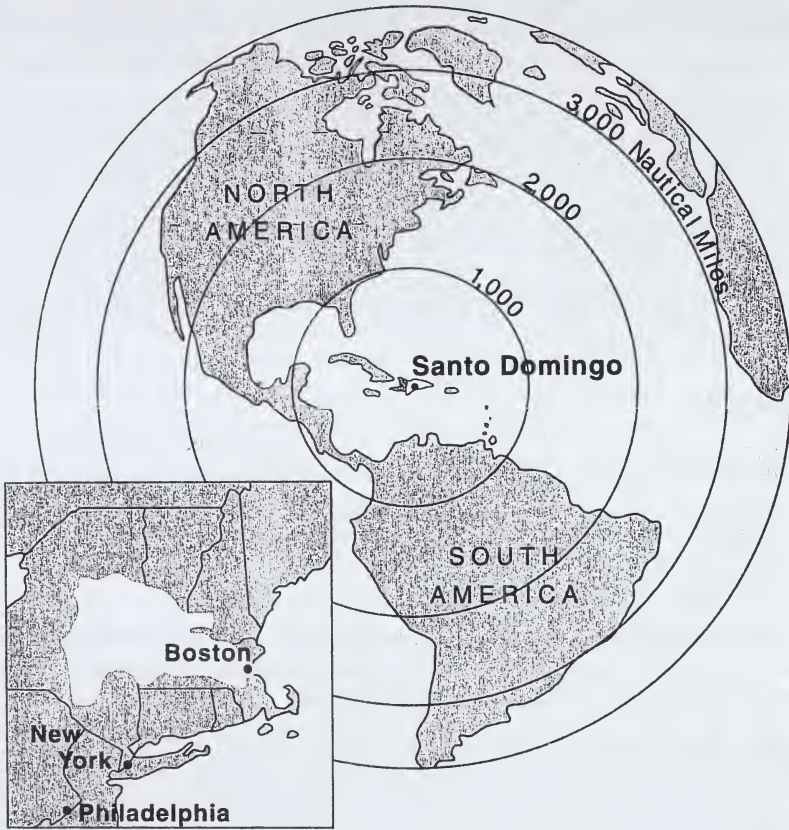 3,000 Nautical Miles
2,000
1,000
NORTH
AMERICA
Santo Domingo
SOUTH
AMERICA
Boston
New
York
Philadelphia